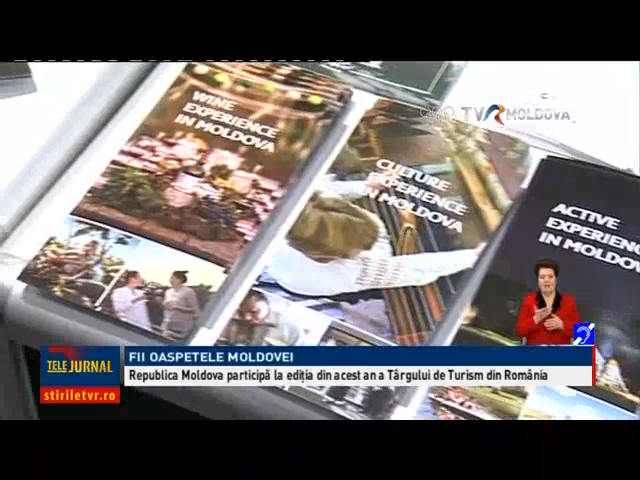 TVR MOLDOVA
WINE
EXPERIENCE
IN MOLDOVA
CULTURE
EXPERIENCE
IN MOLDOVA
ACTIVE
EXPERIENCE
IN MOLDOVA
FII OASPETELE MOLDOVEI
TELE JURNAL
Republica Moldova participă la ediția din acest an a Târgului de Turism din România
stiriletvr.ro